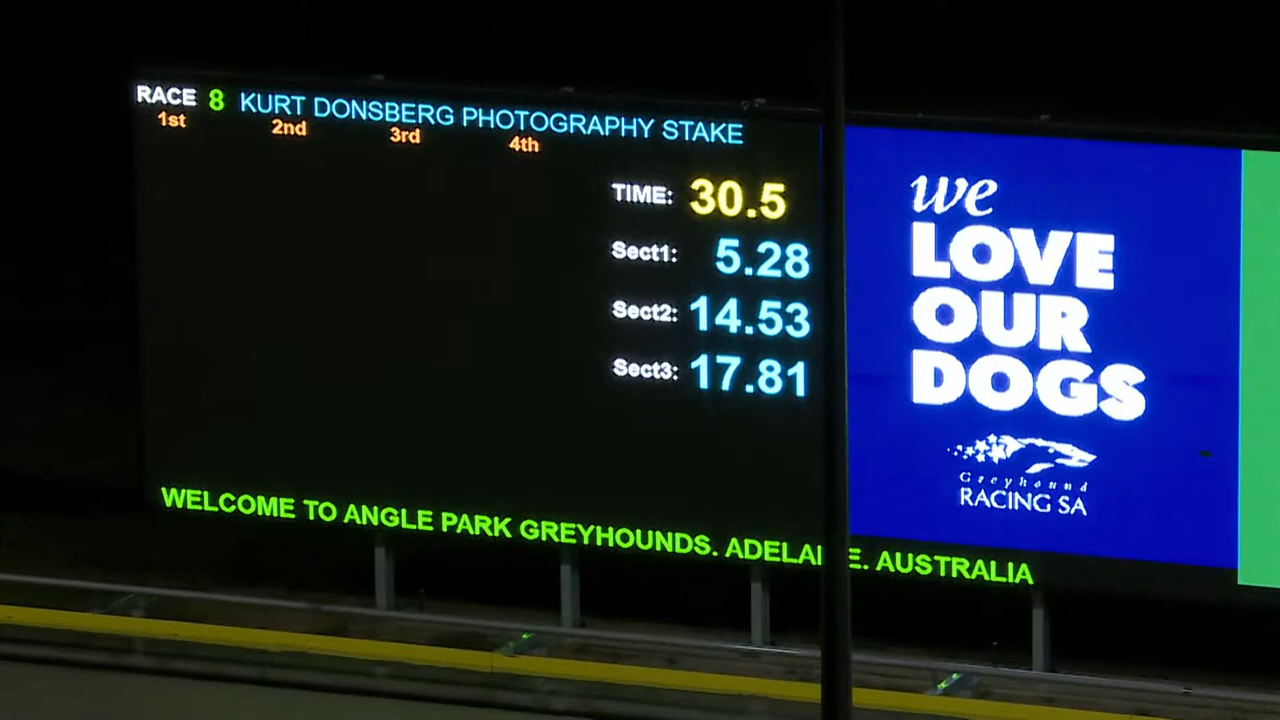 RACE 8 KURT DONSBERG PHOTOGRAPHY STAKE
1st 2nd 3rd 4th
TIME: 30.5
Sect1: 5.28
Sect2: 14.53
Sect3: 17.81
we
LOVE
OUR
DOGS
Greyhound
RACING SA
WELCOME TO ANGLE PARK GREYHOUNDS. ADELAIDE. AUSTRALIA